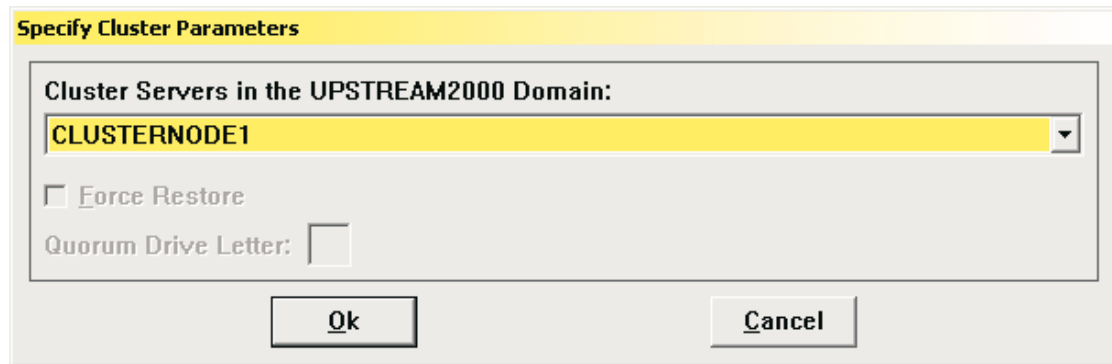 Specify Cluster Parameters
Cluster Servers in the UPSTREAM2000 Domain:
CLUSTERNODE1
Force Restore
Quorum Drive Letter:
Ok Cancel